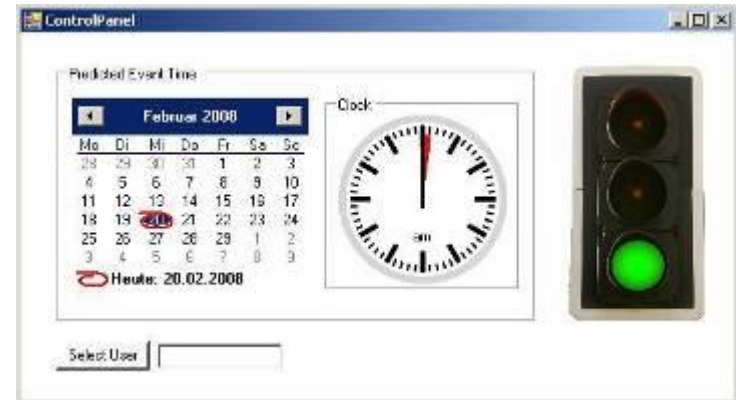 ControlPanel
Predicted Event Time
Februar 2008
Mo Di Mi Do Fr Sa So
28 29 30 31 1 2 3
4 5 6 7 8 9 10
11 12 13 14 15 16 17
18 19 20 21 22 23 24
25 26 27 28 29 1 2
3 4 5 6 7 8 9
Heute: 20.02.2008
Clock
am
Select User